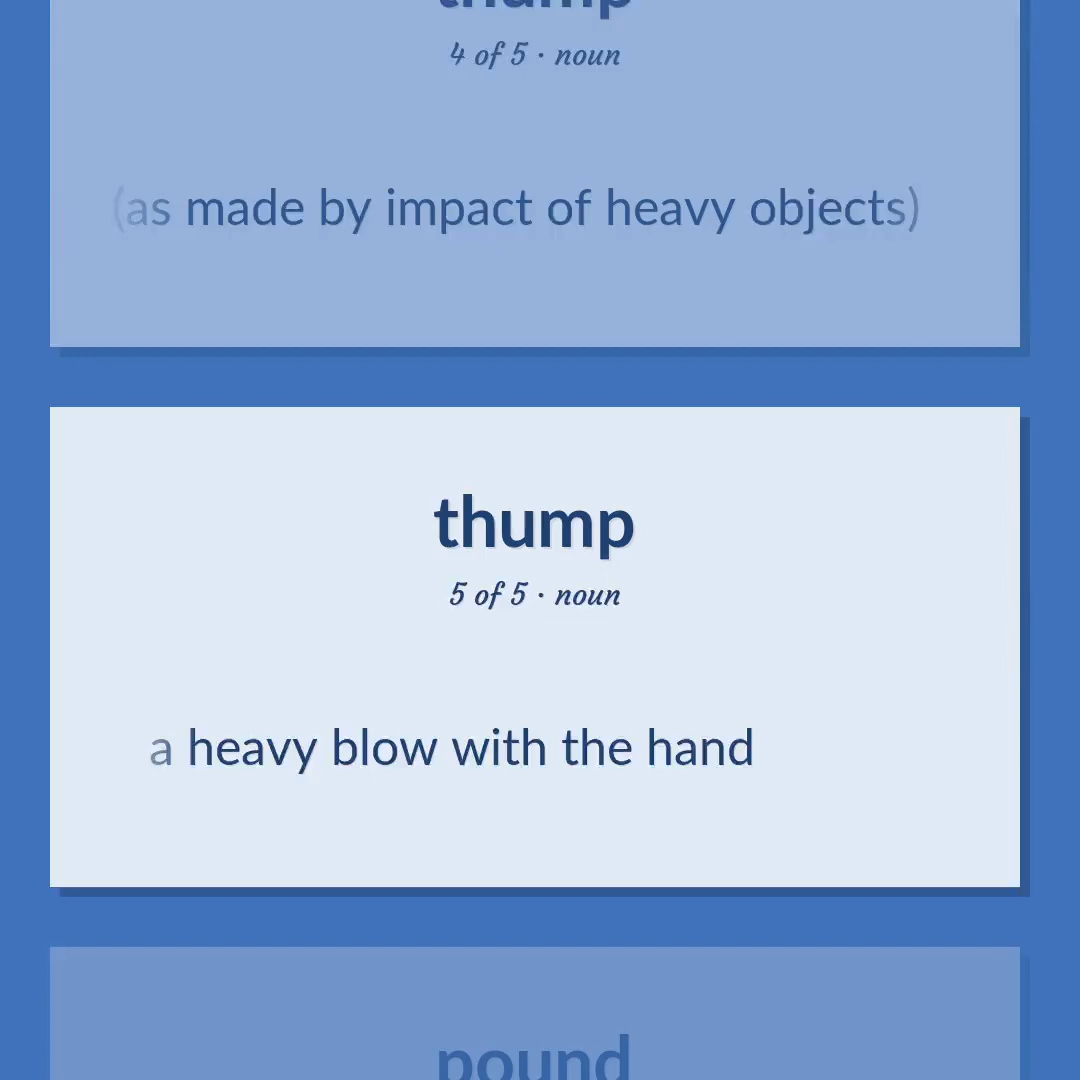 thump
4 of 5 · noun
(as made by impact of heavy objects)
thump
5 of 5 · noun
a heavy blow with the hand
pound